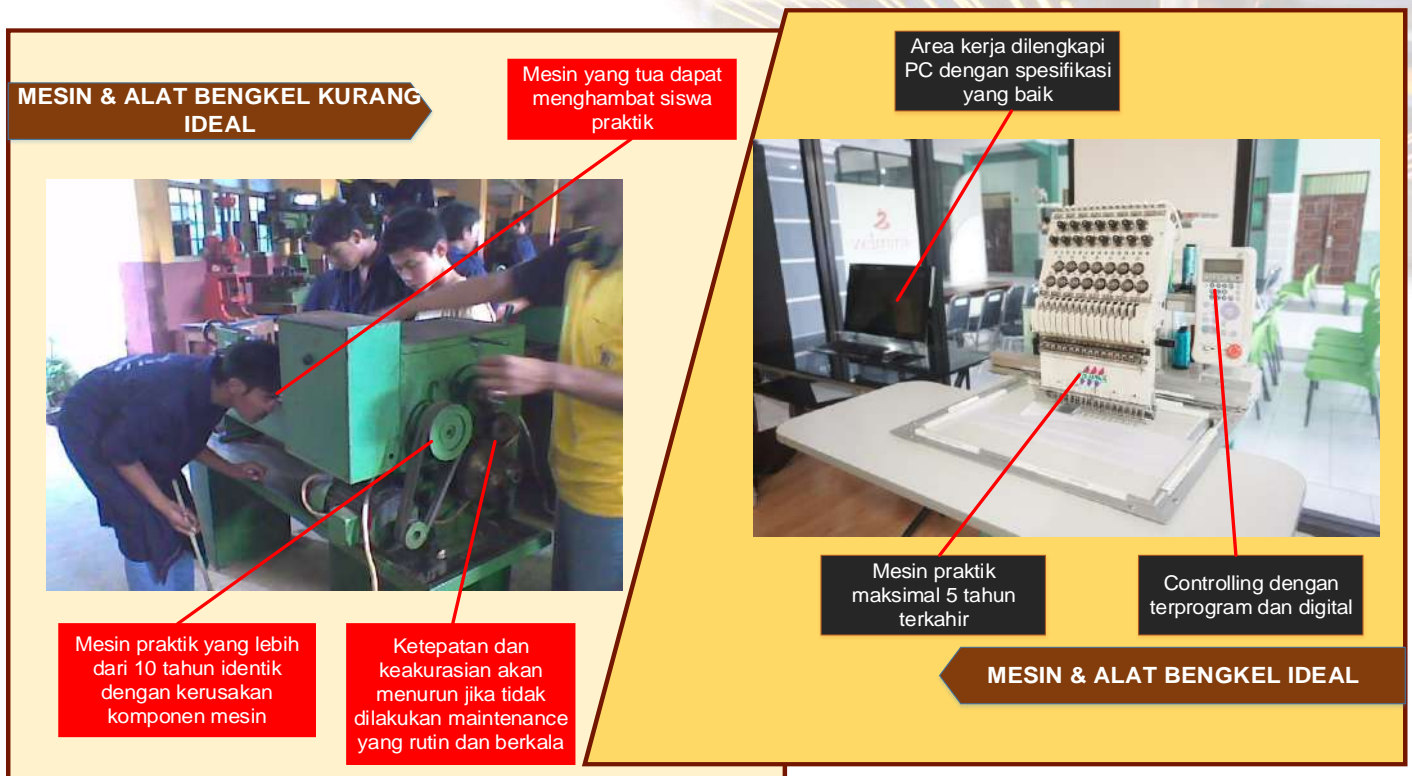 MESIN & ALAT BENGKEL KURANG
IDEAL
Mesin yang tua dapat
menghambat siswa
praktik
Mesin praktik yang lebih
dari 10 tahun identik
dengan kerusakan
komponen mesin
Ketepatan dan
keakurasian akan
menurun jika tidak
dilakukan maintenance
yang rutin dan berkala
Area kerja dilengkapi
PC dengan spesifikasi
yang baik
Mesin praktik
maksimal 5 tahun
terkahir
Controlling dengan
terprogram dan digital
MESIN & ALAT BENGKEL IDEAL